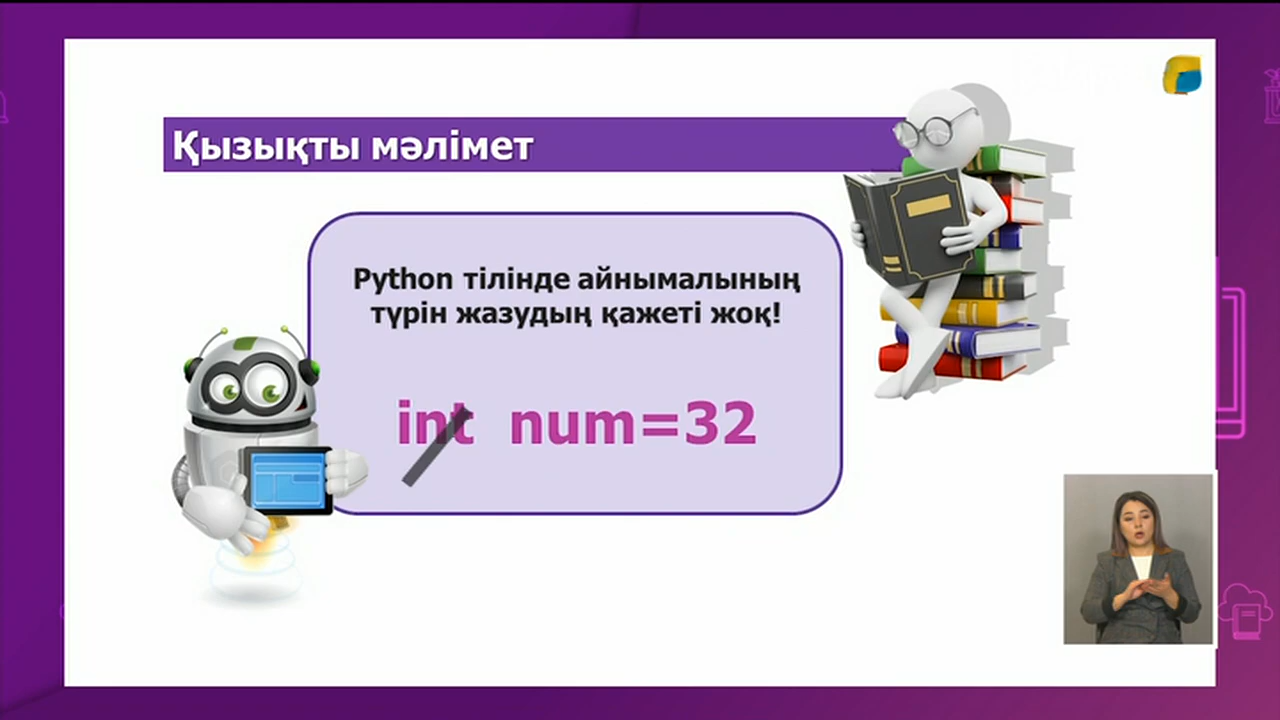 Қызықты мәлімет
Python тілінде айнымалының
түрін жазудың қажеті жоқ!
int num=32